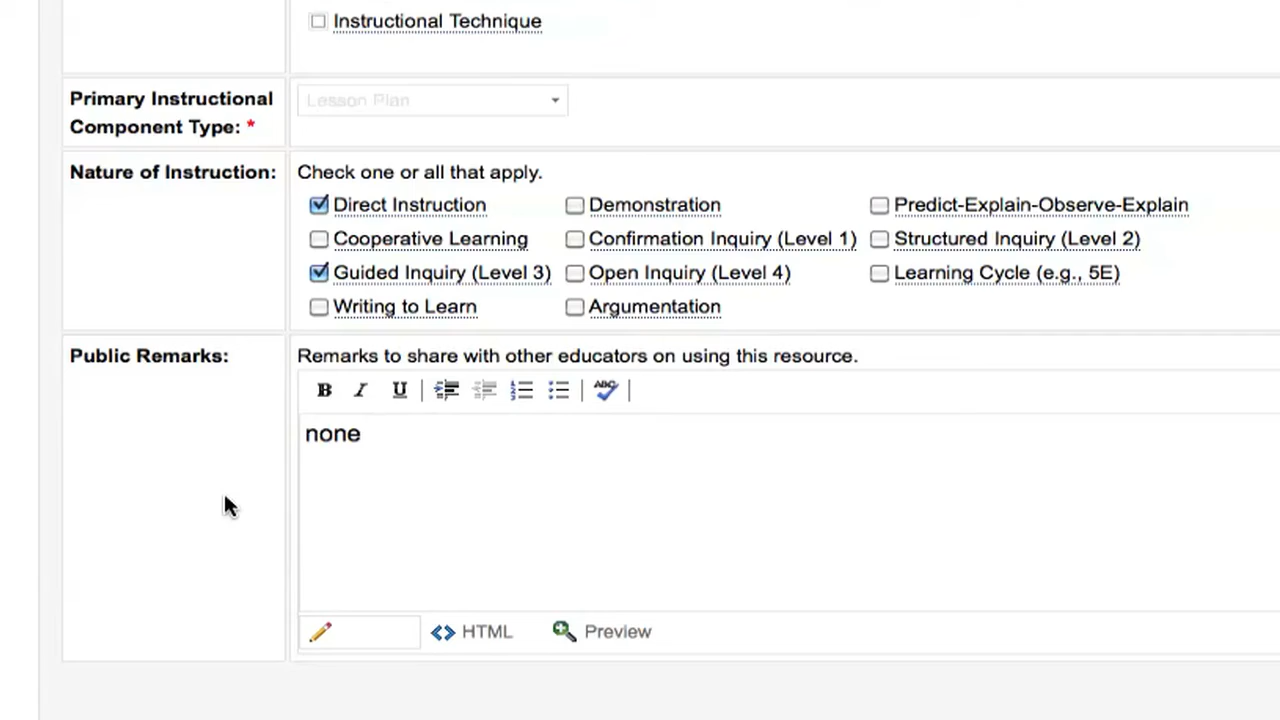 Instructional Technique
Primary Instructional
Component Type: *
Lesson Plan
Nature of Instruction:
Check one or all that apply.
Direct Instruction Demonstration Predict-Explain-Observe-Explain
Cooperative Learning Confirmation Inquiry (Level 1) Structured Inquiry (Level 2)
Guided Inquiry (Level 3) Open Inquiry (Level 4) Learning Cycle (e.g., 5E)
Writing to Learn Argumentation
Public Remarks:
Remarks to share with other educators on using this resource.
B I U ABC
none
HTML Preview